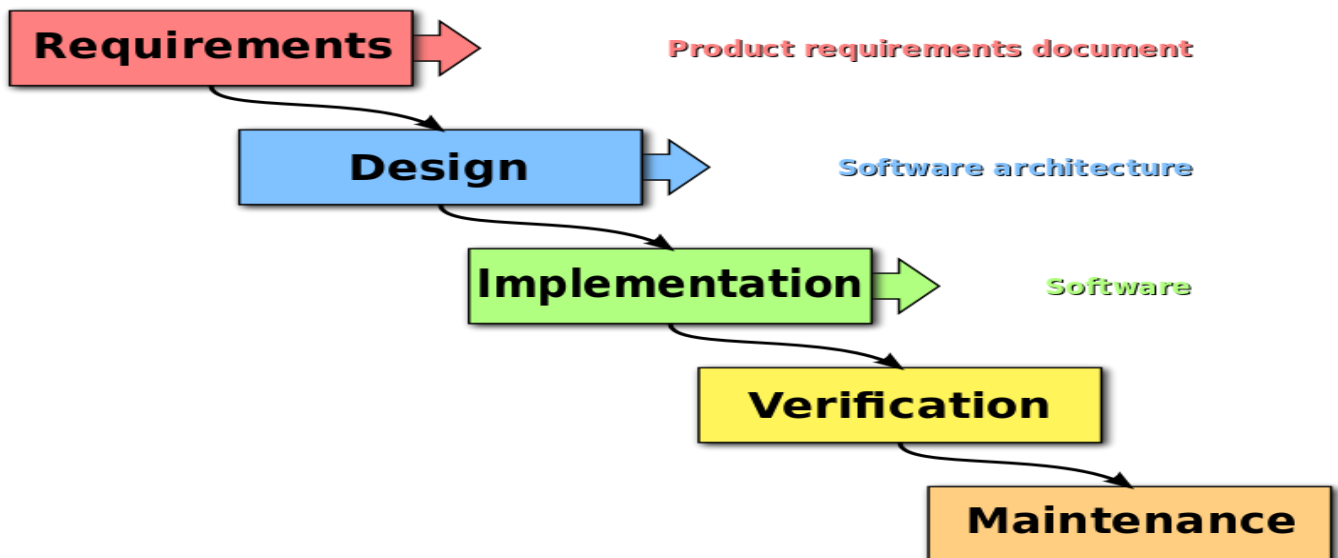 Requirements
Product requirements document
Design
Software architecture
Implementation
Software
Verification
Maintenance